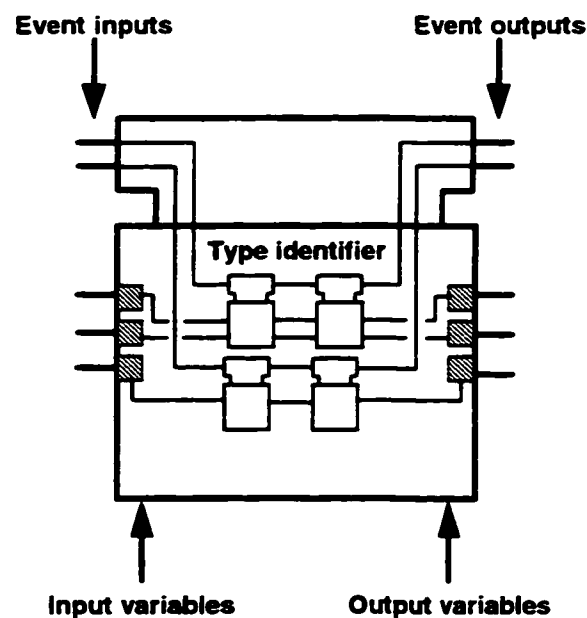 Event inputs
Event outputs
Type identifier
Input variables
Output variables